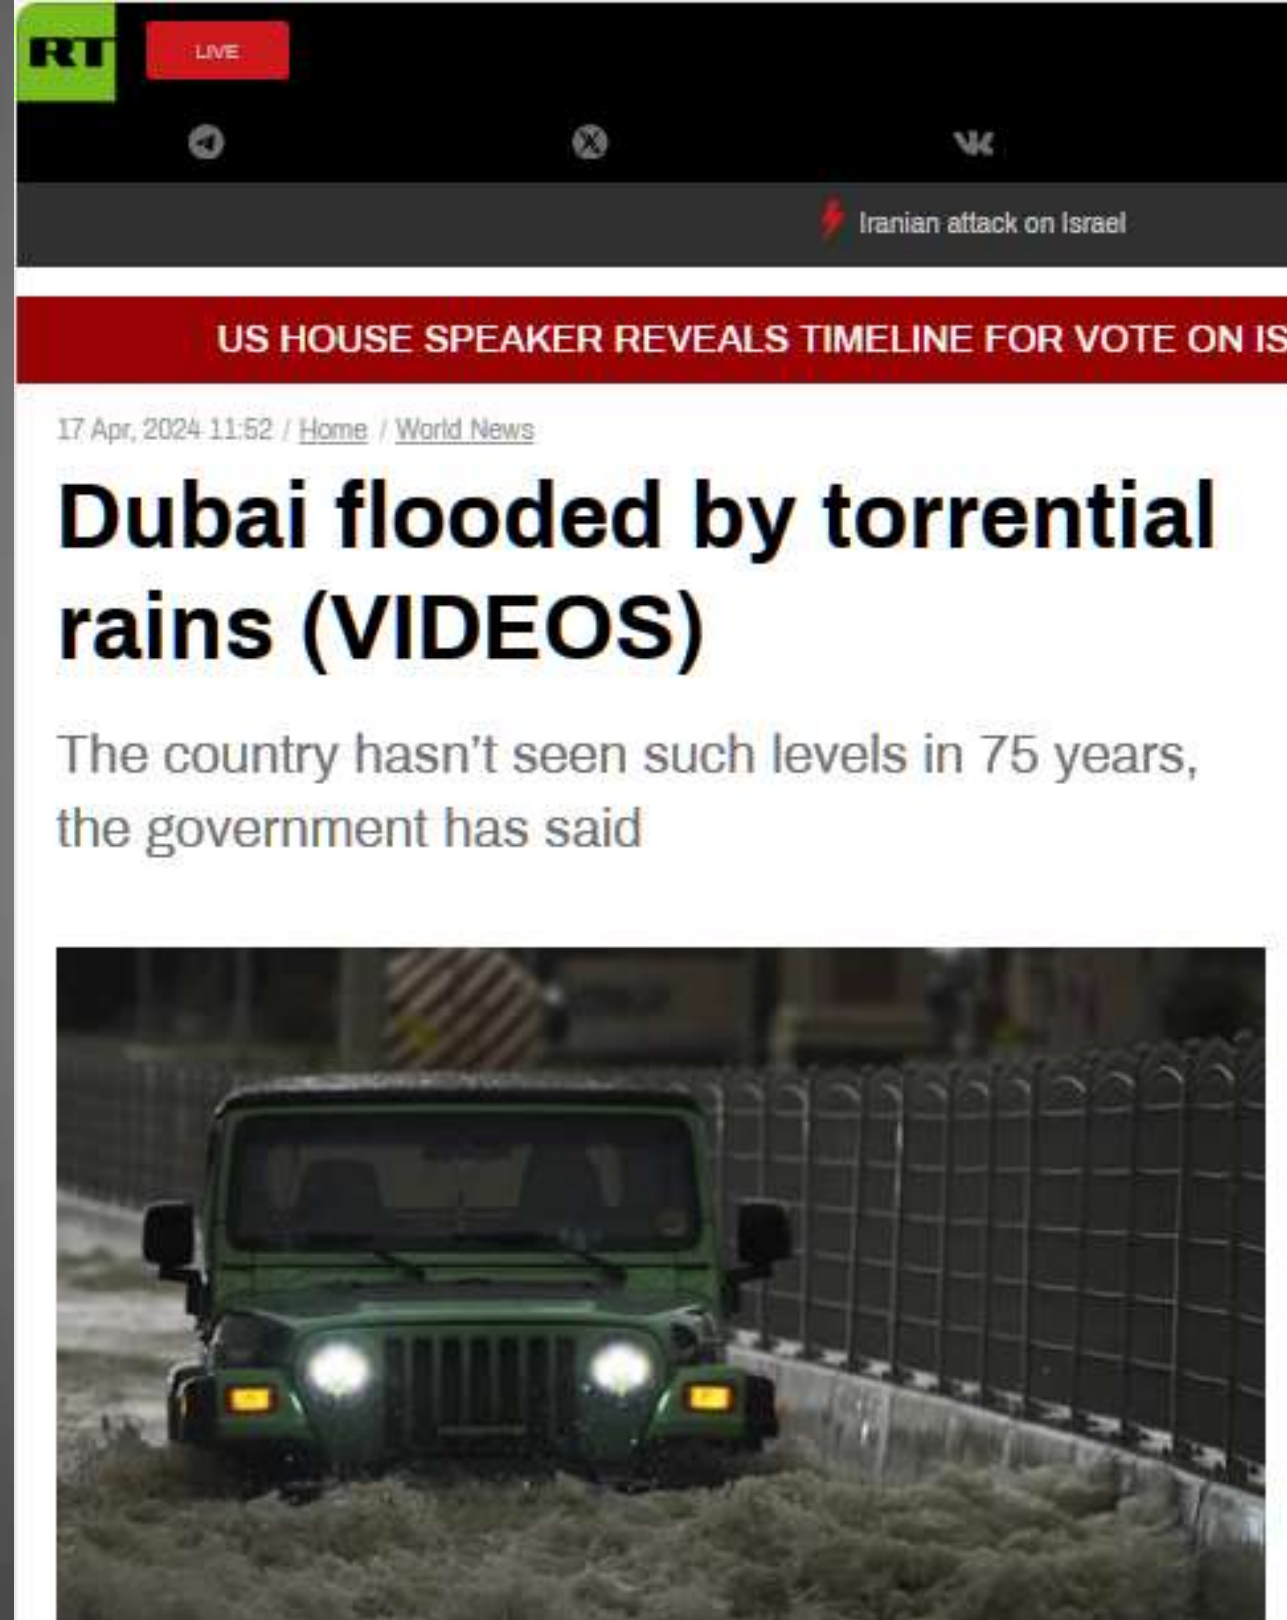 RT
LIVE
Iranian attack on Israel
US HOUSE SPEAKER REVEALS TIMELINE FOR VOTE ON IS
17 Apr, 2024 11:52 / Home / World News
Dubai flooded by torrential
rains (VIDEOS)
The country hasn't seen such levels in 75 years,
the government has said